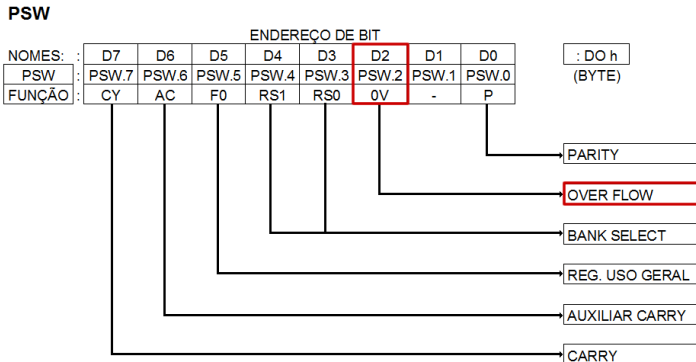 PSW
ENDEREÇO DE BIT
NOMES: : D7 D6 D5 D4 D3 D2 D1 D0 : DO h
PSW : PSW.7 PSW.6 PSW.5 PSW.4 PSW.3 PSW.2 PSW.1 PSW.0 (BYTE)
FUNÇÃO : CY AC F0 RS1 RS0 0V - P
PARITY
OVER FLOW
BANK SELECT
REG. USO GERAL
AUXILIAR CARRY
CARRY